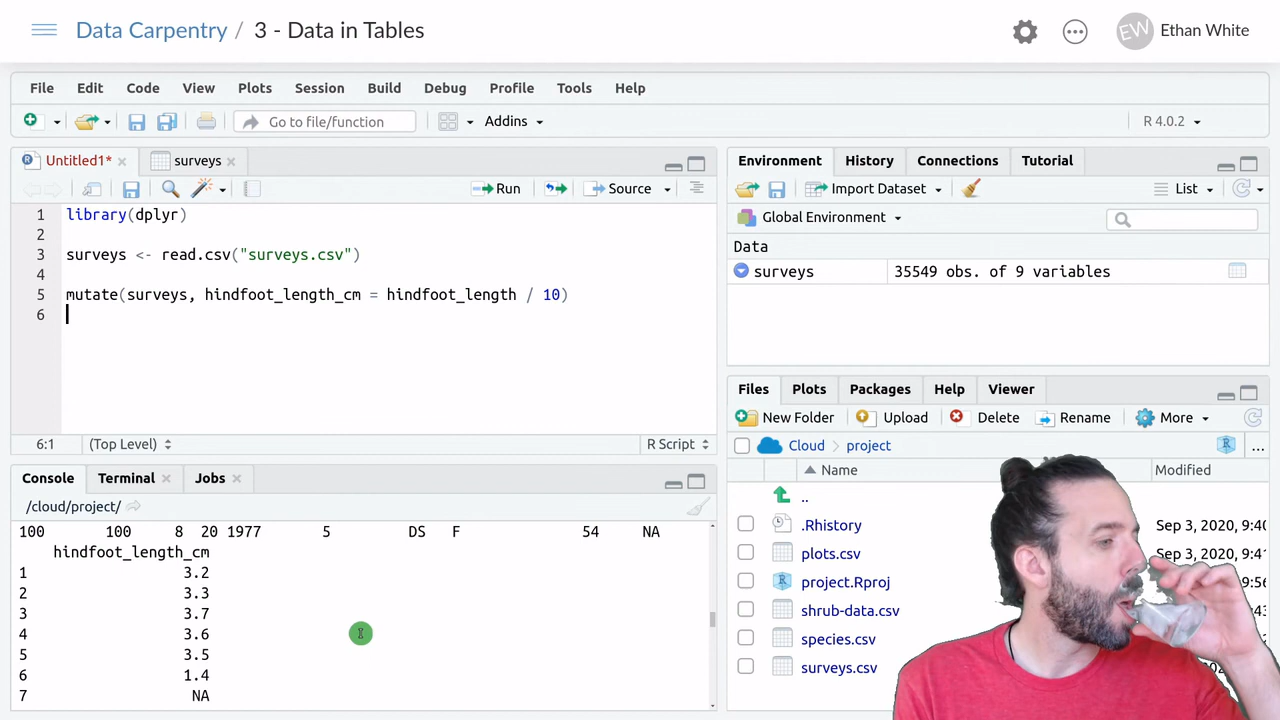 Data Carpentry / 3 - Data in Tables
EW Ethan White
File Edit Code View Plots Session Build Debug Profile Tools Help
Go to file/function Addins R 4.0.2
Untitled1* surveys
Run Source
1 library(dplyr)
2
3 surveys <- read.csv("surveys.csv")
4
5 mutate(surveys, hindfoot_length_cm = hindfoot_length / 10)
6
6:1 (Top Level) R Script
Console Terminal Jobs
/cloud/project/
100 100 8 20 1977 5 DS F 54 NA
hindfoot_length_cm
1 3.2
2 3.3
3 3.7
4 3.6
5 3.5
6 1.4
7 NA
Environment History Connections Tutorial
Import Dataset List
Global Environment
Data
surveys 35549 obs. of 9 variables
Files Plots Packages Help Viewer
New Folder Upload Delete Rename More
Cloud project ...
Name Modified
..
.Rhistory Sep 3, 2020, 9:40
plots.csv Sep 3, 2020, 9:41
project.Rproj
shrub-data.csv
species.csv
surveys.csv